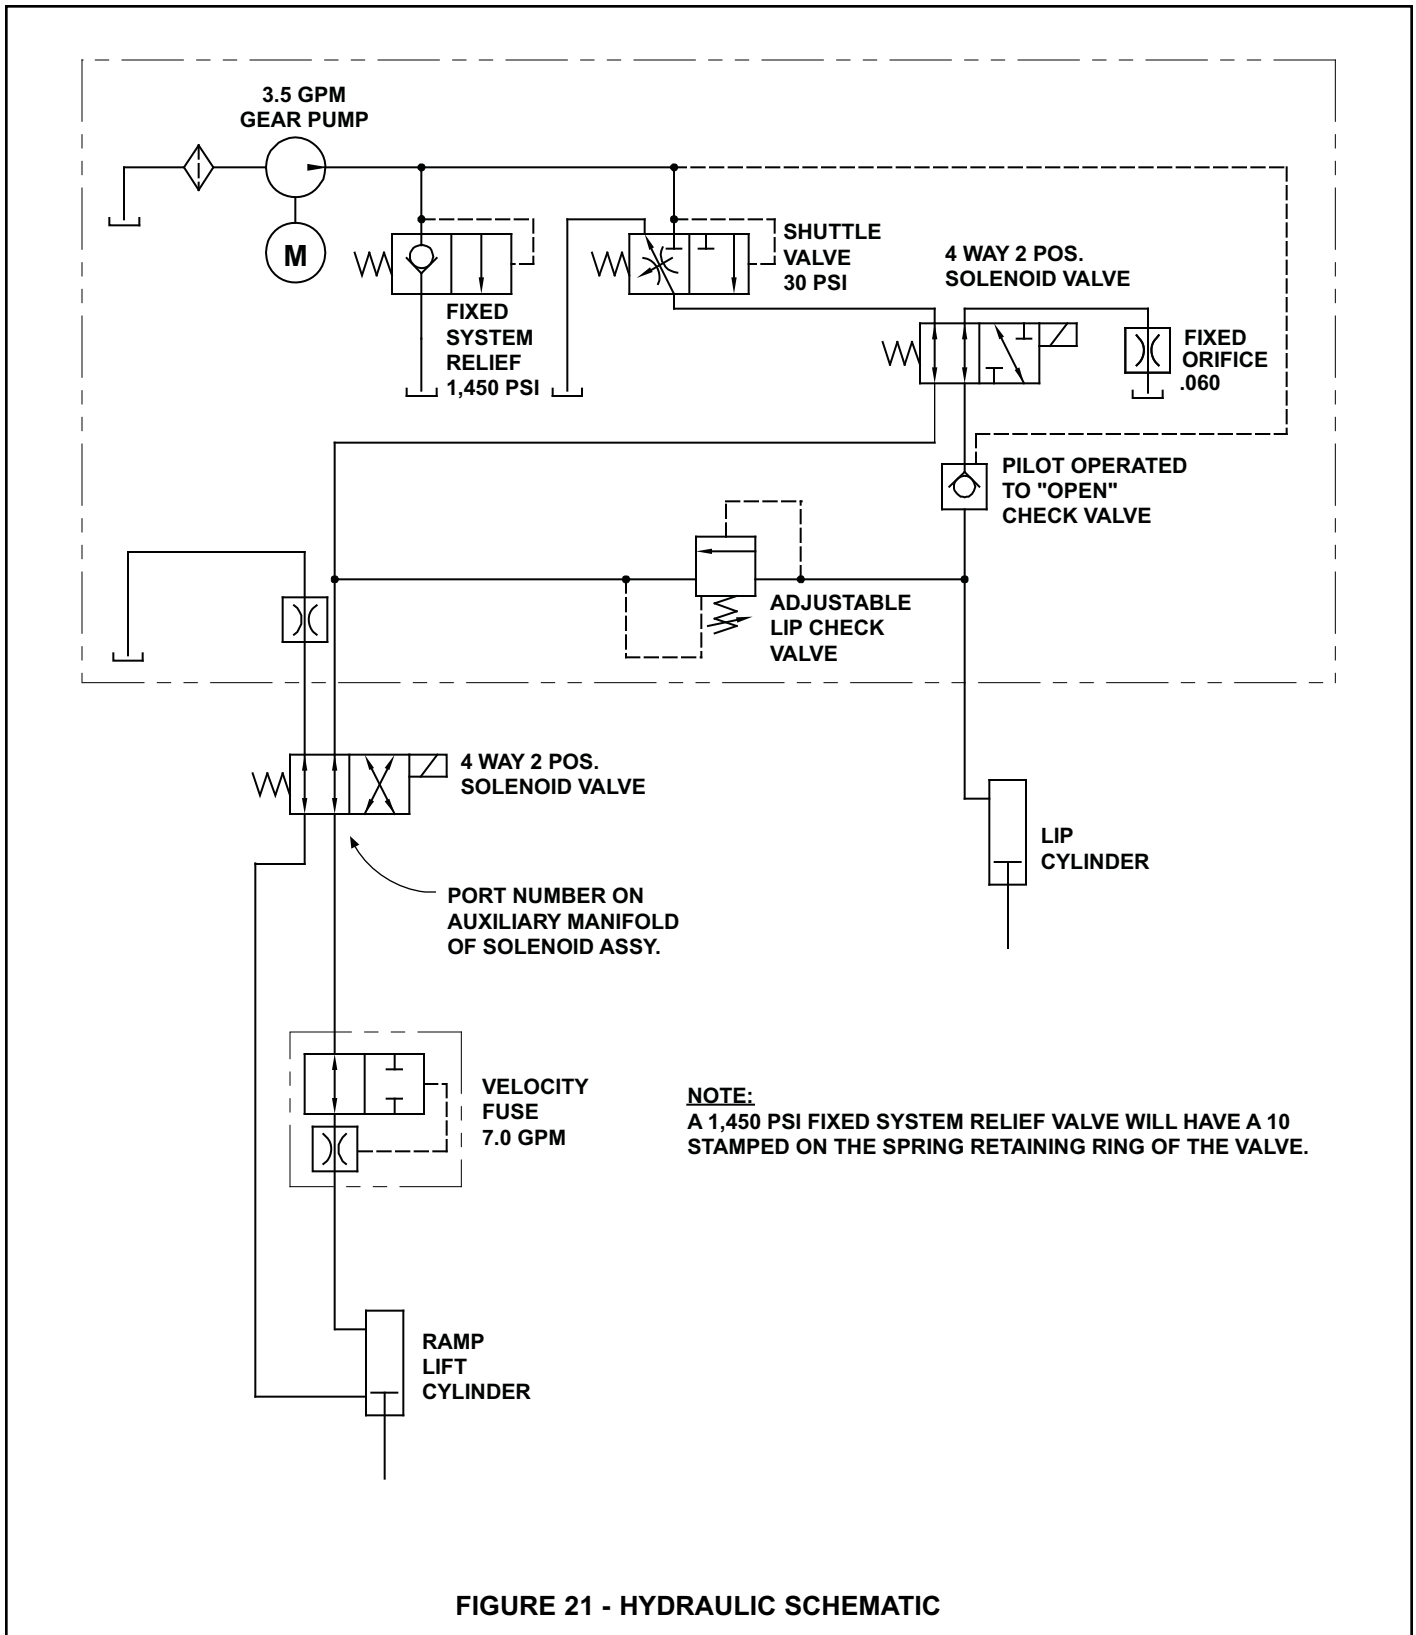 3.5 GPM
GEAR PUMP
M
SHUTTLE
VALVE
30 PSI
4 WAY 2 POS.
SOLENOID VALVE
FIXED
SYSTEM
RELIEF
1,450 PSI
FIXED
ORIFICE
.060
PILOT OPERATED
TO "OPEN"
CHECK VALVE
ADJUSTABLE
LIP CHECK
VALVE
4 WAY 2 POS.
SOLENOID VALVE
LIP
CYLINDER
PORT NUMBER ON
AUXILIARY MANIFOLD
OF SOLENOID ASSY.
VELOCITY
FUSE
7.0 GPM
NOTE:
A 1,450 PSI FIXED SYSTEM RELIEF VALVE WILL HAVE A 10
STAMPED ON THE SPRING RETAINING RING OF THE VALVE.
RAMP
LIFT
CYLINDER
FIGURE 21 - HYDRAULIC SCHEMATIC